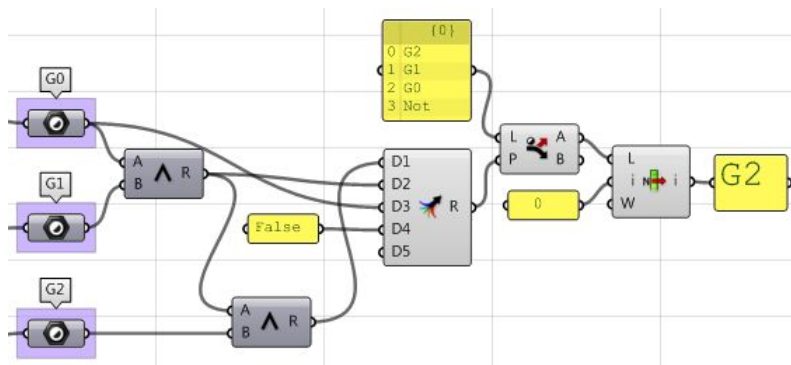 {0}
0 G2
1 G1
2 G0
3 Not
G0
G1
G2
A
B
R
A
B
R
False
D1
D2
D3
D4
D5
R
L
P
A
B
0
L
i
W
N
i
G2